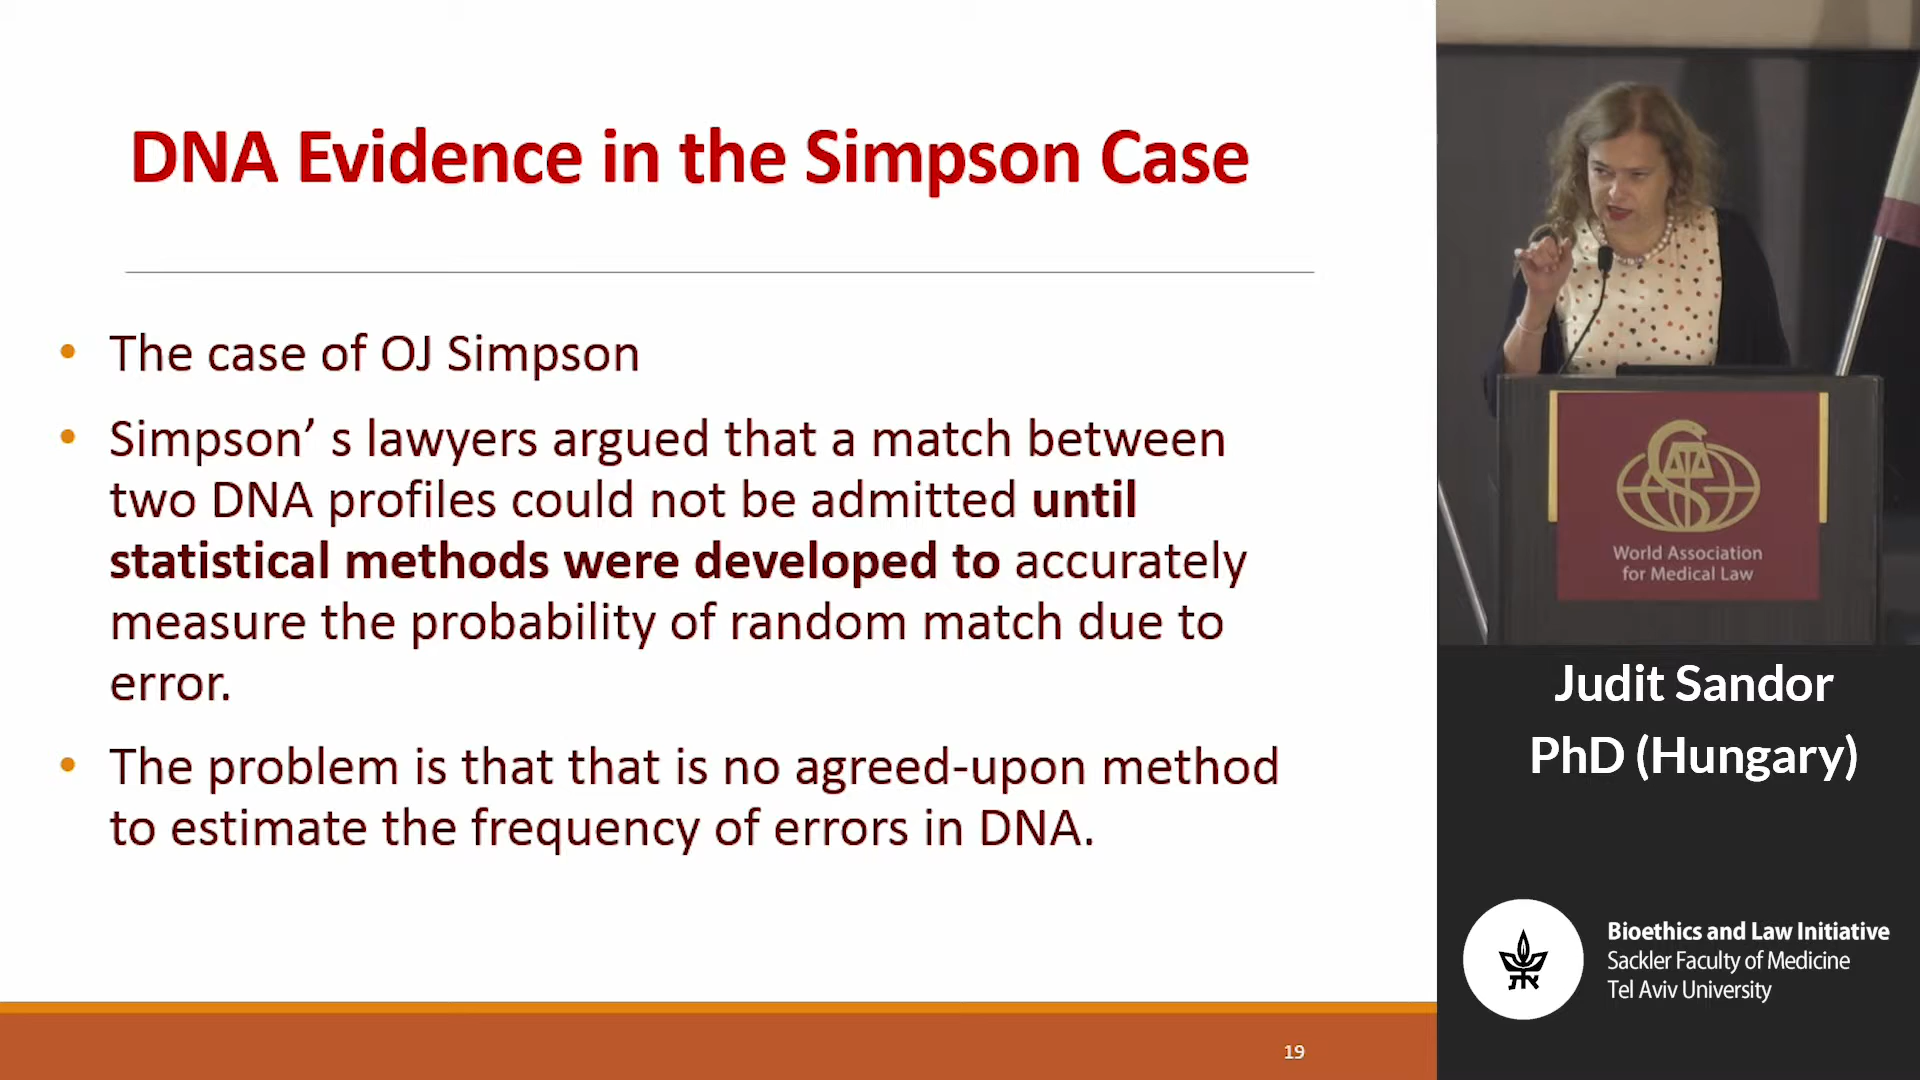 DNA Evidence in the Simpson Case
• The case of OJ Simpson
• Simpson’ s lawyers argued that a match between
two DNA profiles could not be admitted until
statistical methods were developed to accurately
measure the probability of random match due to
error.
• The problem is that that is no agreed-upon method
to estimate the frequency of errors in DNA.
19
World Association
for Medical Law
Judit Sandor
PhD (Hungary)
Bioethics and Law Initiative
Sackler Faculty of Medicine
Tel Aviv University